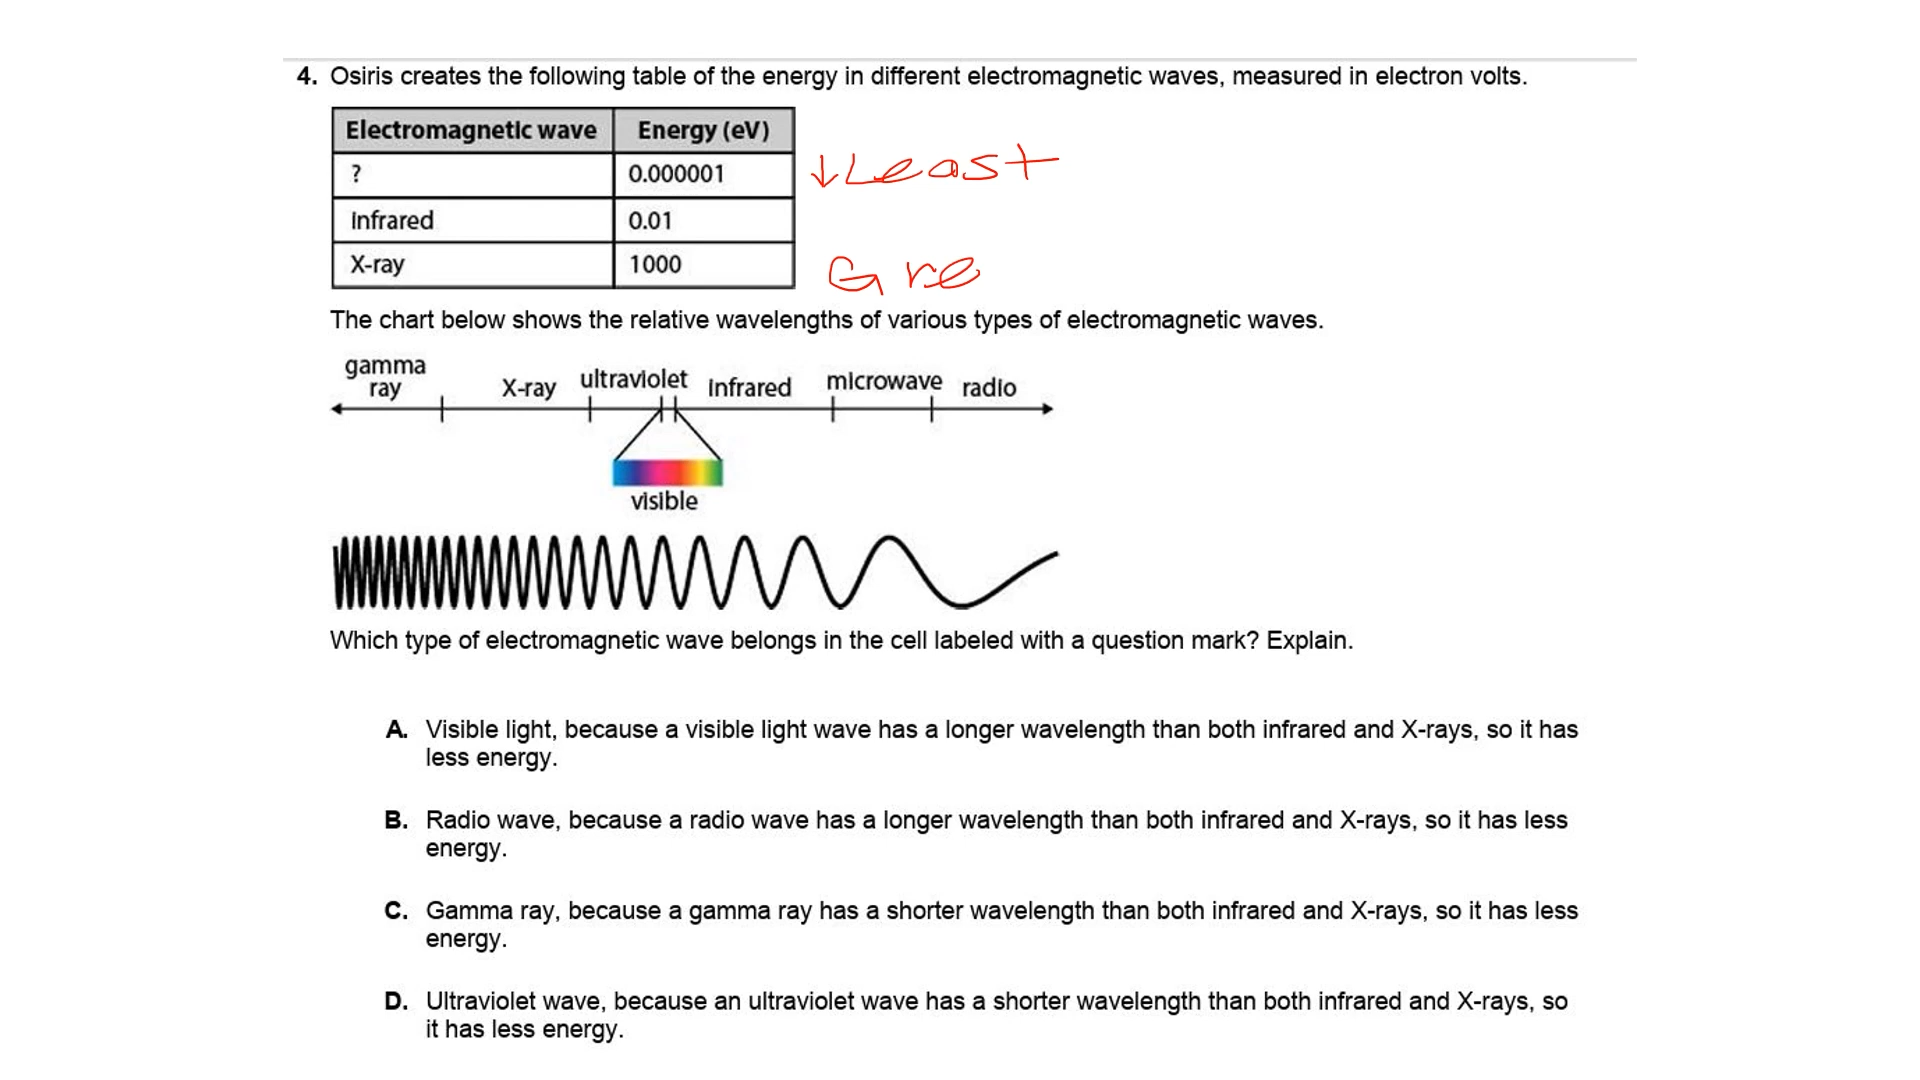 4. Osiris creates the following table of the energy in different electromagnetic waves, measured in electron volts.
Electromagnetic wave Energy (eV)
? 0.000001 ↓Least
Infrared 0.01
X-ray 1000 Gre
The chart below shows the relative wavelengths of various types of electromagnetic waves.
gamma
ray X-ray ultraviolet infrared microwave radio
visible
Which type of electromagnetic wave belongs in the cell labeled with a question mark? Explain.
A. Visible light, because a visible light wave has a longer wavelength than both infrared and X-rays, so it has
less energy.
B. Radio wave, because a radio wave has a longer wavelength than both infrared and X-rays, so it has less
energy.
C. Gamma ray, because a gamma ray has a shorter wavelength than both infrared and X-rays, so it has less
energy.
D. Ultraviolet wave, because an ultraviolet wave has a shorter wavelength than both infrared and X-rays, so
it has less energy.